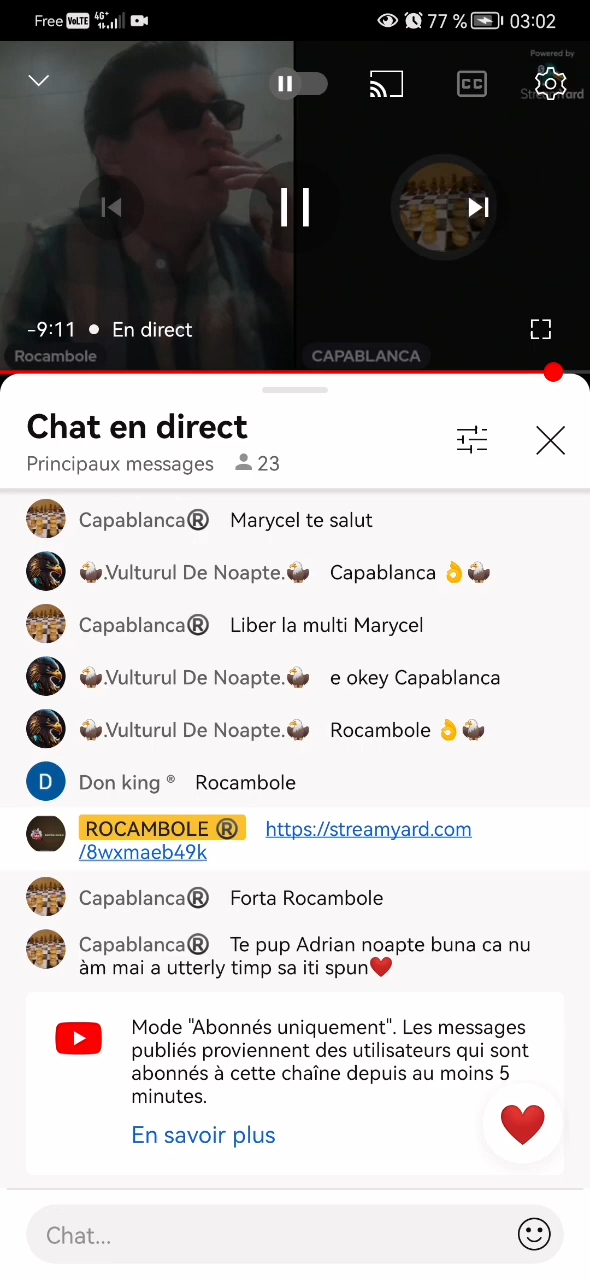 Free VoLTE 4G+ 77 % 03:02
Powered by
CC
StreamYard
-9:11 • En direct
Rocambole
CAPABLANCA
Chat en direct
Principaux messages 23
Capablanca®️ Marycel te salut
🦅.Vulturul De Noapte.🦅 Capablanca 👌🦅
Capablanca®️ Liber la multi Marycel
🦅.Vulturul De Noapte.🦅 e okey Capablanca
🦅.Vulturul De Noapte.🦅 Rocambole 👌🦅
D Don king ® Rocambole
ROCAMBOLE ®️ https://streamyard.com
/8wxmaeb49k
Capablanca®️ Forta Rocambole
Capablanca®️ Te pup Adrian noapte buna ca nu
àm mai a utterly timp sa iti spun❤️
Mode "Abonnés uniquement". Les messages
publiés proviennent des utilisateurs qui sont
abonnés à cette chaîne depuis au moins 5
minutes.
En savoir plus
Chat...